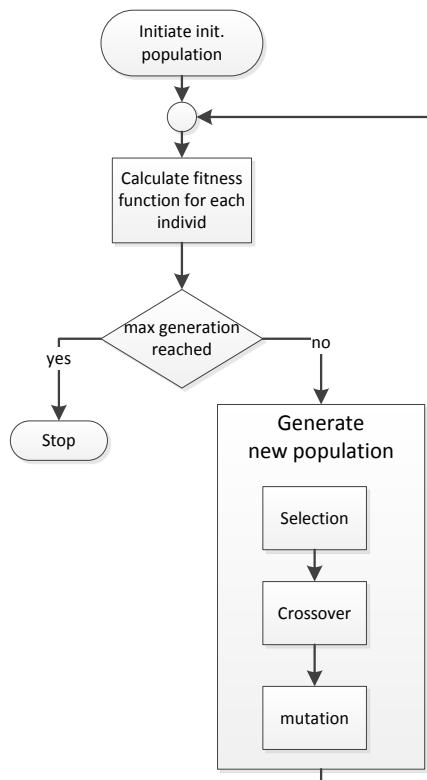 Initiate init.
population
Calculate fitness
function for each
individ
max generation
reached
yes
no
Stop
Generate
new population
Selection
Crossover
mutation